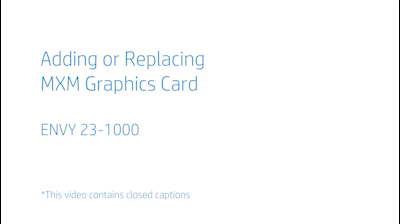 Adding or Replacing
MXM Graphics Card
ENVY 23-1000
*This video contains closed captions